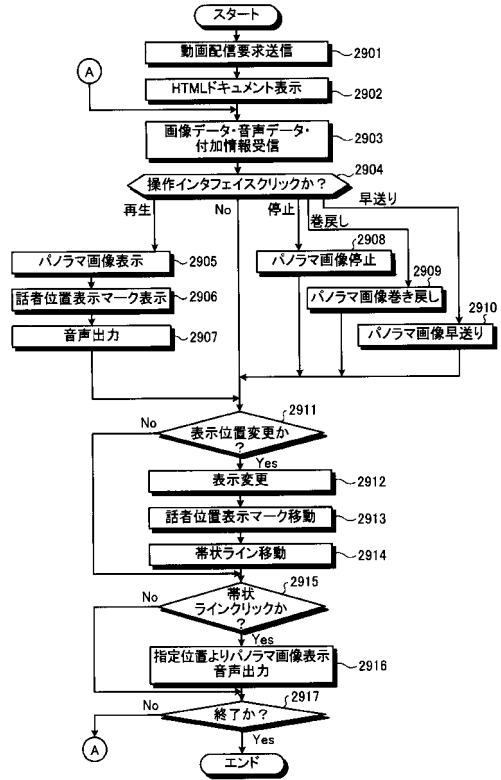 スタート
動画配信要求送信
2901
A
HTMLドキュメント表示
2902
画像データ・音声データ・
付加情報受信
2903
2904
操作インタフェイスクリックか?
再生
No
停止
巻戻し
早送り
パノラマ画像表示
2905
2908
パノラマ画像停止
話者位置表示マーク表示
2906
2909
パノラマ画像巻き戻し
音声出力
2907
2910
パノラマ画像早送り
2911
No
表示位置変更か
?
Yes
表示変更
2912
話者位置表示マーク移動
2913
帯状ライン移動
2914
2915
No
帯状
ラインクリックか
?
Yes
指定位置よりパノラマ画像表示
音声出力
2916
2917
No
終了か?
Yes
A
エンド